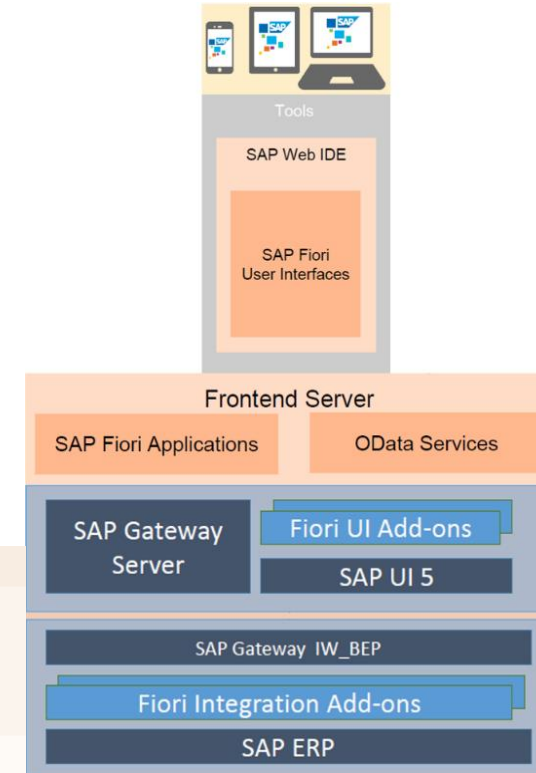 SAP
SAP
SAP
Tools
SAP Web IDE
SAP Fiori
User Interfaces
Frontend Server
SAP Fiori Applications
OData Services
SAP Gateway
Server
Fiori UI Add-ons
SAP UI 5
SAP Gateway IW_BEP
Fiori Integration Add-ons
SAP ERP